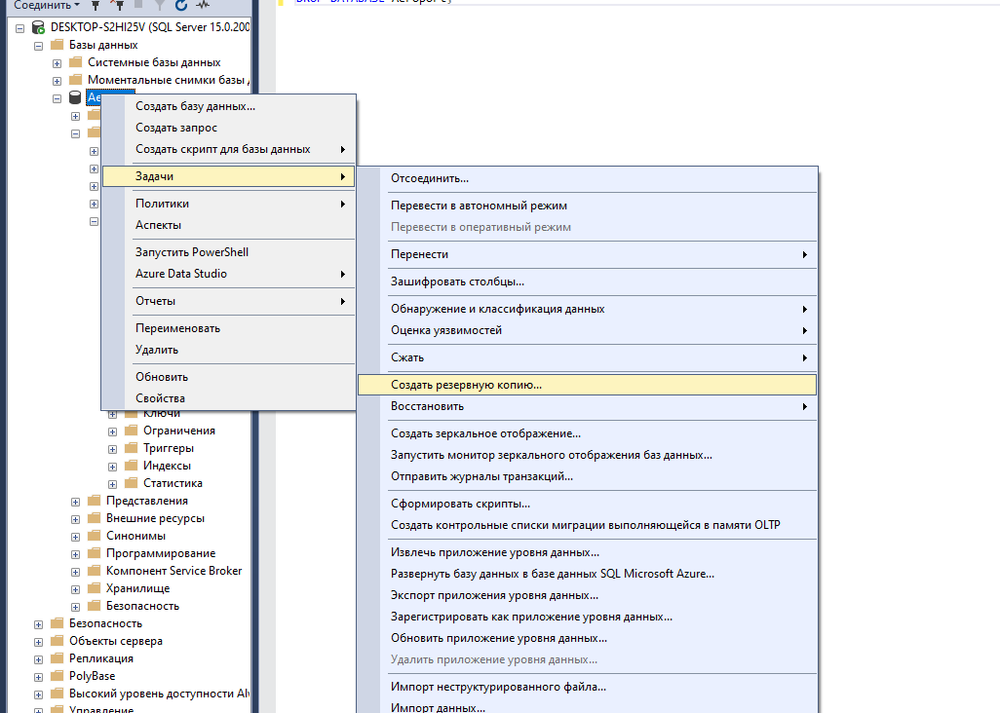 Соединить
DROP DATABASE Aeroport;
DESKTOP-S2HI25V (SQL Server 15.0.200
Базы данных
Системные базы данных
Моментальные снимки базы
Ae
Создать базу данных...
Создать запрос
Создать скрипт для базы данных
Задачи
Политики
Аспекты
Запустить PowerShell
Azure Data Studio
Отчеты
Переименовать
Удалить
Обновить
Свойства
Отсоединить...
Перевести в автономный режим
Перевести в оперативный режим
Перенести
Зашифровать столбцы...
Обнаружение и классификация данных
Оценка уязвимостей
Сжать
Создать резервную копию...
Восстановить
Создать зеркальное отображение...
Запустить монитор зеркального отображения баз данных...
Отправить журналы транзакций...
Сформировать скрипты...
Создать контрольные списки миграции выполняющейся в памяти OLTP
Извлечь приложение уровня данных...
Развернуть базу данных в базе данных SQL Microsoft Azure...
Экспорт приложения уровня данных...
Зарегистрировать как приложение уровня данных...
Обновить приложение уровня данных...
Удалить приложение уровня данных...
Импорт неструктурированного файла...
Импорт данных...
Ключи
Ограничения
Триггеры
Индексы
Статистика
Представления
Внешние ресурсы
Синонимы
Программирование
Компонент Service Broker
Хранилище
Безопасность
Безопасность
Объекты сервера
Репликация
PolyBase
Высокий уровень доступности Al
Управление